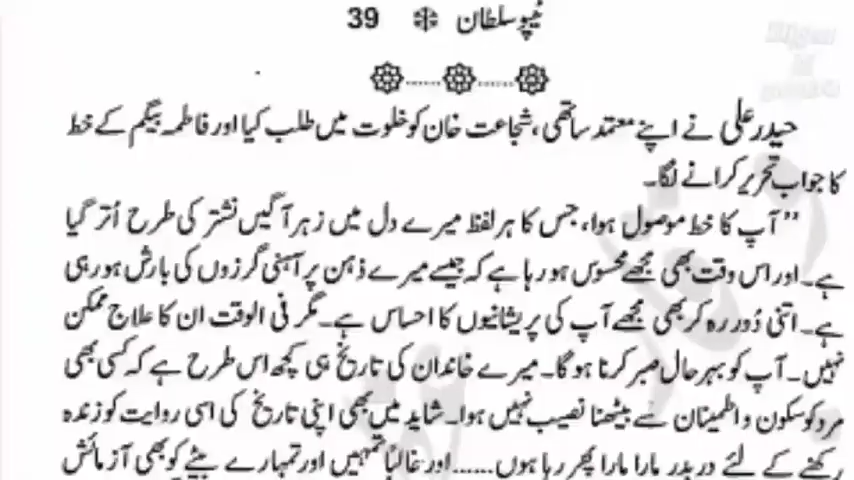 ٹیپو سلطان ❉ 39
حیدر علی نے اپنے معتمد ساتھی، شجاعت خان کو خلوت میں طلب کیا اور فاطمہ بیگم کے خط
کا جواب تحریر کرانے لگا۔
”آپ کا خط موصول ہوا، جس کا ہر لفظ میرے دل میں زہر آگیں نشتر کی طرح اُتر گیا
ہے۔ اور اس وقت بھی مجھے محسوس ہو رہا ہے کہ جیسے میرے ذہن پر آہنی گرزوں کی بارش ہو رہی
ہے۔ اتنی دُور رہ کر بھی مجھے آپ کی پریشانیوں کا احساس ہے۔ مگر فی الوقت ان کا علاج ممکن
نہیں۔ آپ کو بہر حال صبر کرنا ہو گا۔ میرے خاندان کی تاریخ ہی کچھ اس طرح ہے کہ کسی بھی
مرد کو سکون و اطمینان سے بیٹھنا نصیب نہیں ہوا۔ شاید میں بھی اپنی تاریخ کی اسی روایت کو زندہ
رکھنے کے لئے در بدر مارا مارا پھر رہا ہوں...... اور غالباً تمہیں اور تمہارے بیٹے کو بھی آزمائش